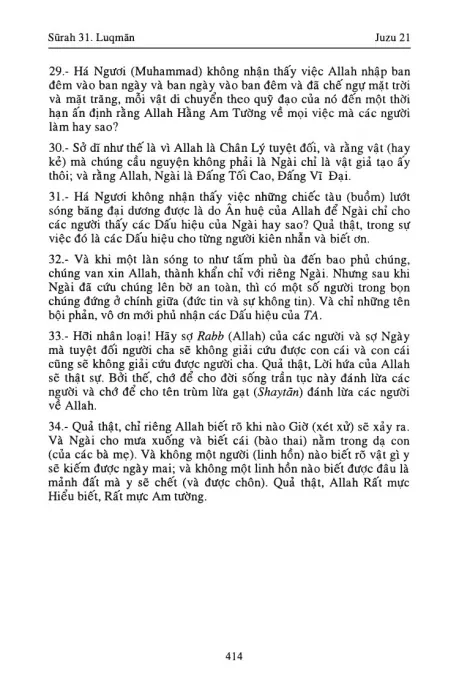 Sūrah 31. Luqmān Juzu 21
29.- Há Ngươi (Muhammad) không nhận thấy việc Allah nhập ban
đêm vào ban ngày và ban ngày vào ban đêm và đã chế ngự mặt trời
và mặt trăng, mỗi vật di chuyển theo quỹ đạo của nó đến một thời
hạn ấn định rằng Allah Hằng Am Tường về mọi việc mà các người
làm hay sao?
30.- Sở dĩ như thế là vì Allah là Chân Lý tuyệt đối, và rằng vật (hay
kẻ) mà chúng cầu nguyện không phải là Ngài chỉ là vật giả tạo ấy
thôi; và rằng Allah, Ngài là Đấng Tối Cao, Đấng Vĩ Đại.
31.- Há Ngươi không nhận thấy việc những chiếc tàu (buồm) lướt
sóng băng đại dương được là do Ân huệ của Allah để Ngài chỉ cho
các người thấy các Dấu hiệu của Ngài hay sao? Quả thật, trong sự
việc đó là các Dấu hiệu cho từng người kiên nhẫn và biết ơn.
32.- Và khi một làn sóng to như tấm phủ ùa đến bao phủ chúng,
chúng van xin Allah, thành khẩn chỉ với riêng Ngài. Nhưng sau khi
Ngài đã cứu chúng lên bờ an toàn, thì có một số người trong bọn
chúng đứng ở chính giữa (đức tin và sự không tin). Và chỉ những tên
bội phản, vô ơn mới phủ nhận các Dấu hiệu của TA.
33.- Hỡi nhân loại! Hãy sợ Rabb (Allah) của các người và sợ Ngày
mà tuyệt đối người cha sẽ không giải cứu được con cái và con cái
cũng sẽ không giải cứu được người cha. Quả thật, Lời hứa của Allah
sẽ thật sự. Bởi thế, chớ để cho đời sống trần tục này đánh lừa các
người và chớ để cho tên trùm lừa gạt (Shaytān) đánh lừa các người
về Allah.
34.- Quả thật, chỉ riêng Allah biết rõ khi nào Giờ (xét xử) sẽ xảy ra.
Và Ngài cho mưa xuống và biết cái (bào thai) nằm trong dạ con
(của các bà mẹ). Và không một người (linh hồn) nào biết rõ vật gì y
sẽ kiếm được ngày mai; và không một linh hồn nào biết được đâu là
mảnh đất mà y sẽ chết (và được chôn). Quả thật, Allah Rất mực
Hiểu biết, Rất mực Am tường.
414